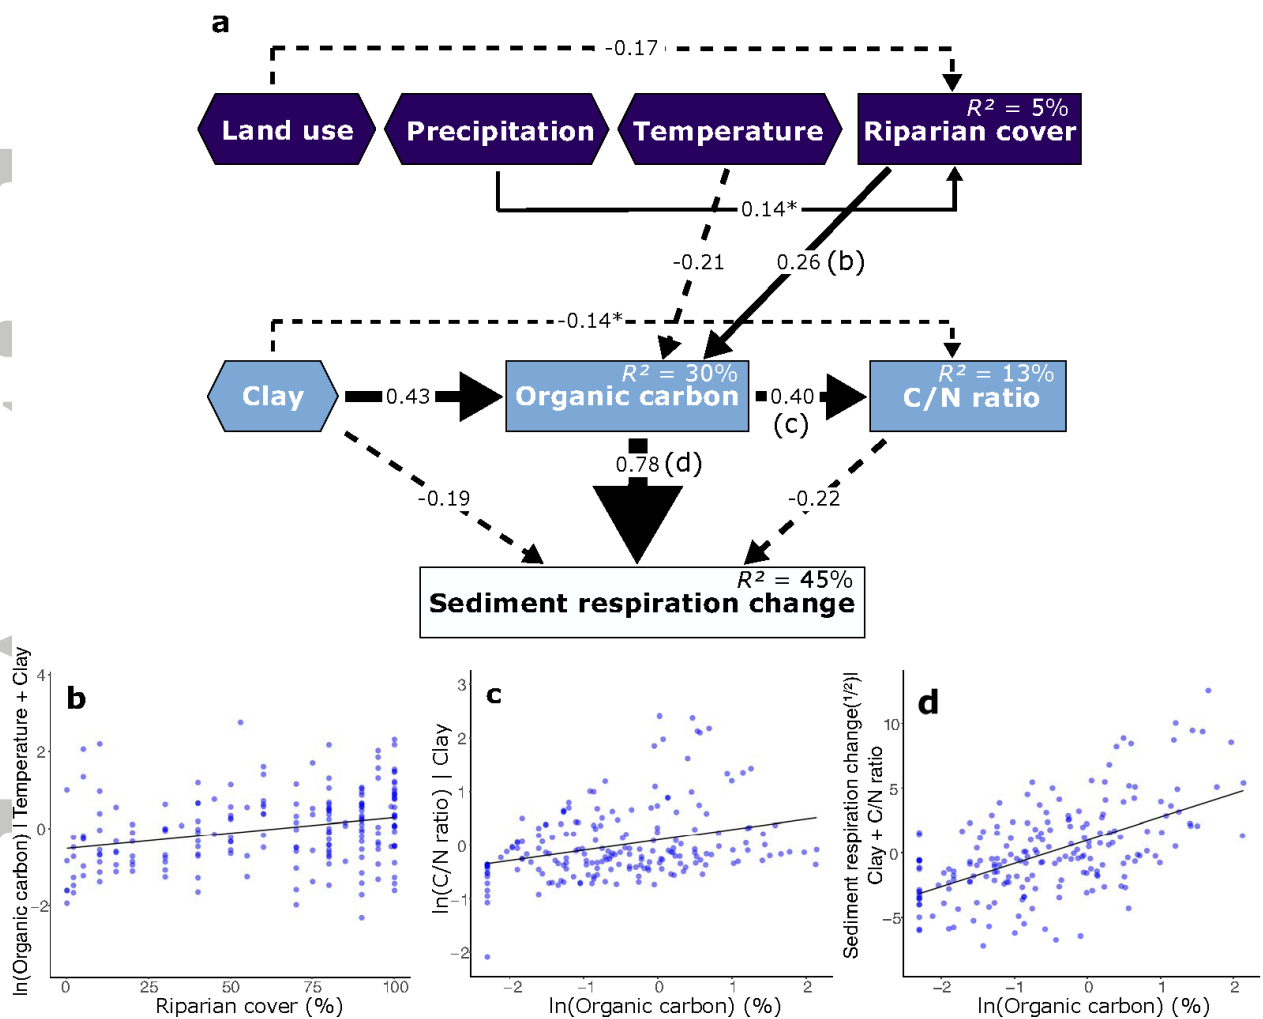 a
-0.17
Land use
Precipitation
Temperature
R² = 5%
Riparian cover
0.14*
-0.21
0.26 (b)
-0.14*
Clay
0.43
R² = 30%
Organic carbon
0.40
(c)
R² = 13%
C/N ratio
0.78 (d)
-0.19
-0.22
R² = 45%
Sediment respiration change
b
ln(Organic carbon) | Temperature + Clay
4
2
0
−2
0 25 50 75 100
Riparian cover (%)
c
ln(C/N ratio) | Clay
3
2
1
0
−1
−2
−2 −1 0 1 2
ln(Organic carbon) (%)
d
Sediment respiration change(1/2)|
Clay + C/N ratio
10
5
0
−5
−2 −1 0 1 2
ln(Organic carbon) (%)